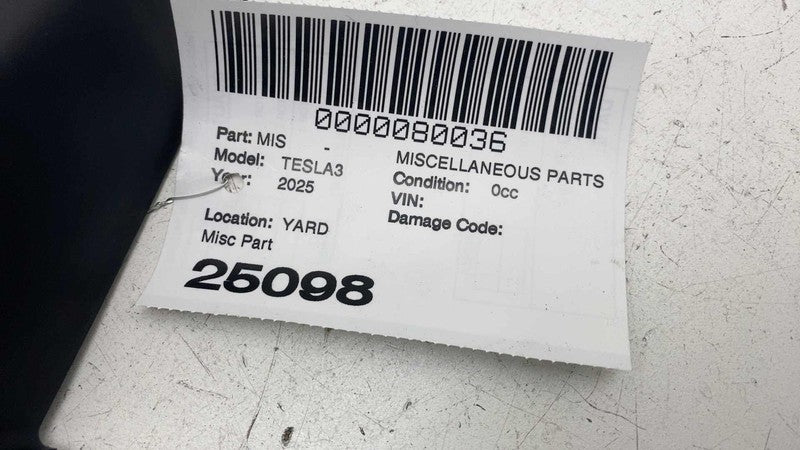 0000080036
Part: MIS - MISCELLANEOUS PARTS
Model: TESLA3 Condition: 0cc
Year: 2025 VIN:
Damage Code:
Location: YARD
Misc Part
25098